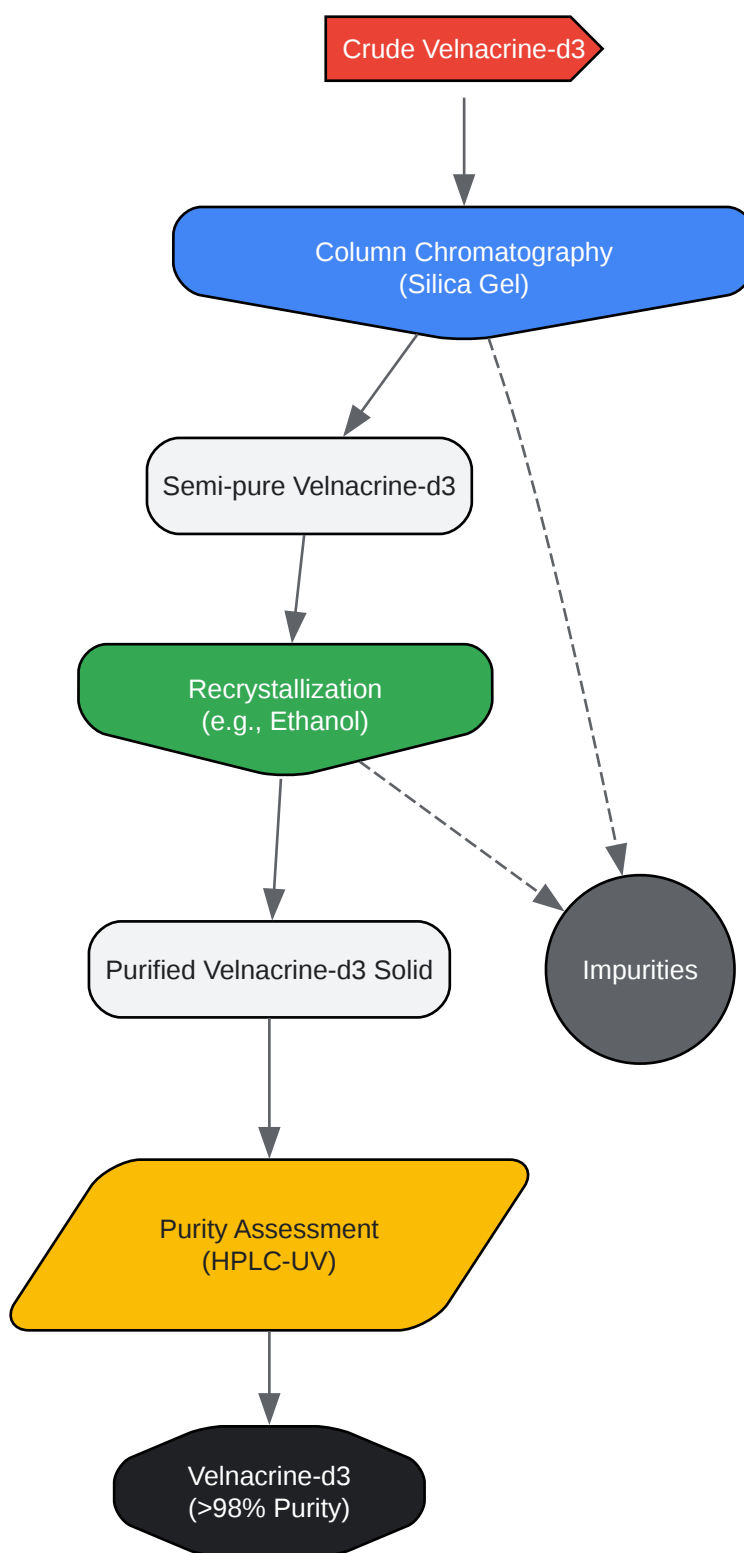 Crude Velnacrine-d3
Column Chromatography
(Silica Gel)
Semi-pure Velnacrine-d3
Recrystallization
(e.g., Ethanol)
Purified Velnacrine-d3 Solid
Impurities
Purity Assessment
(HPLC-UV)
Velnacrine-d3
(>98% Purity)